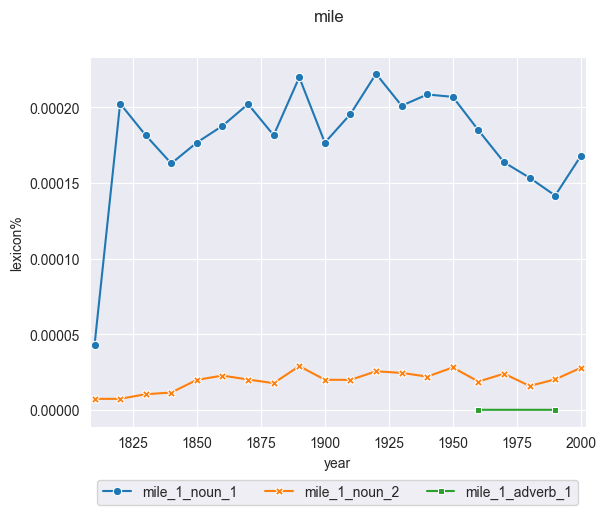 mile
0.00020
0.00015
0.00010
0.00005
0.00000
lexicon%
1825 1850 1875 1900 1925 1950 1975 2000
year
mile_1_noun_1 mile_1_noun_2 mile_1_adverb_1